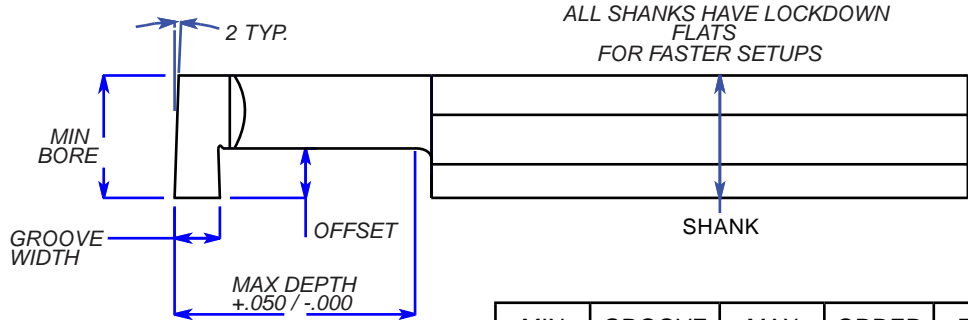 2 TYP.
ALL SHANKS HAVE LOCKDOWN
FLATS
FOR FASTER SETUPS
MIN
BORE
OFFSET
SHANK
GROOVE
WIDTH
MAX DEPTH
+.050 / -.000